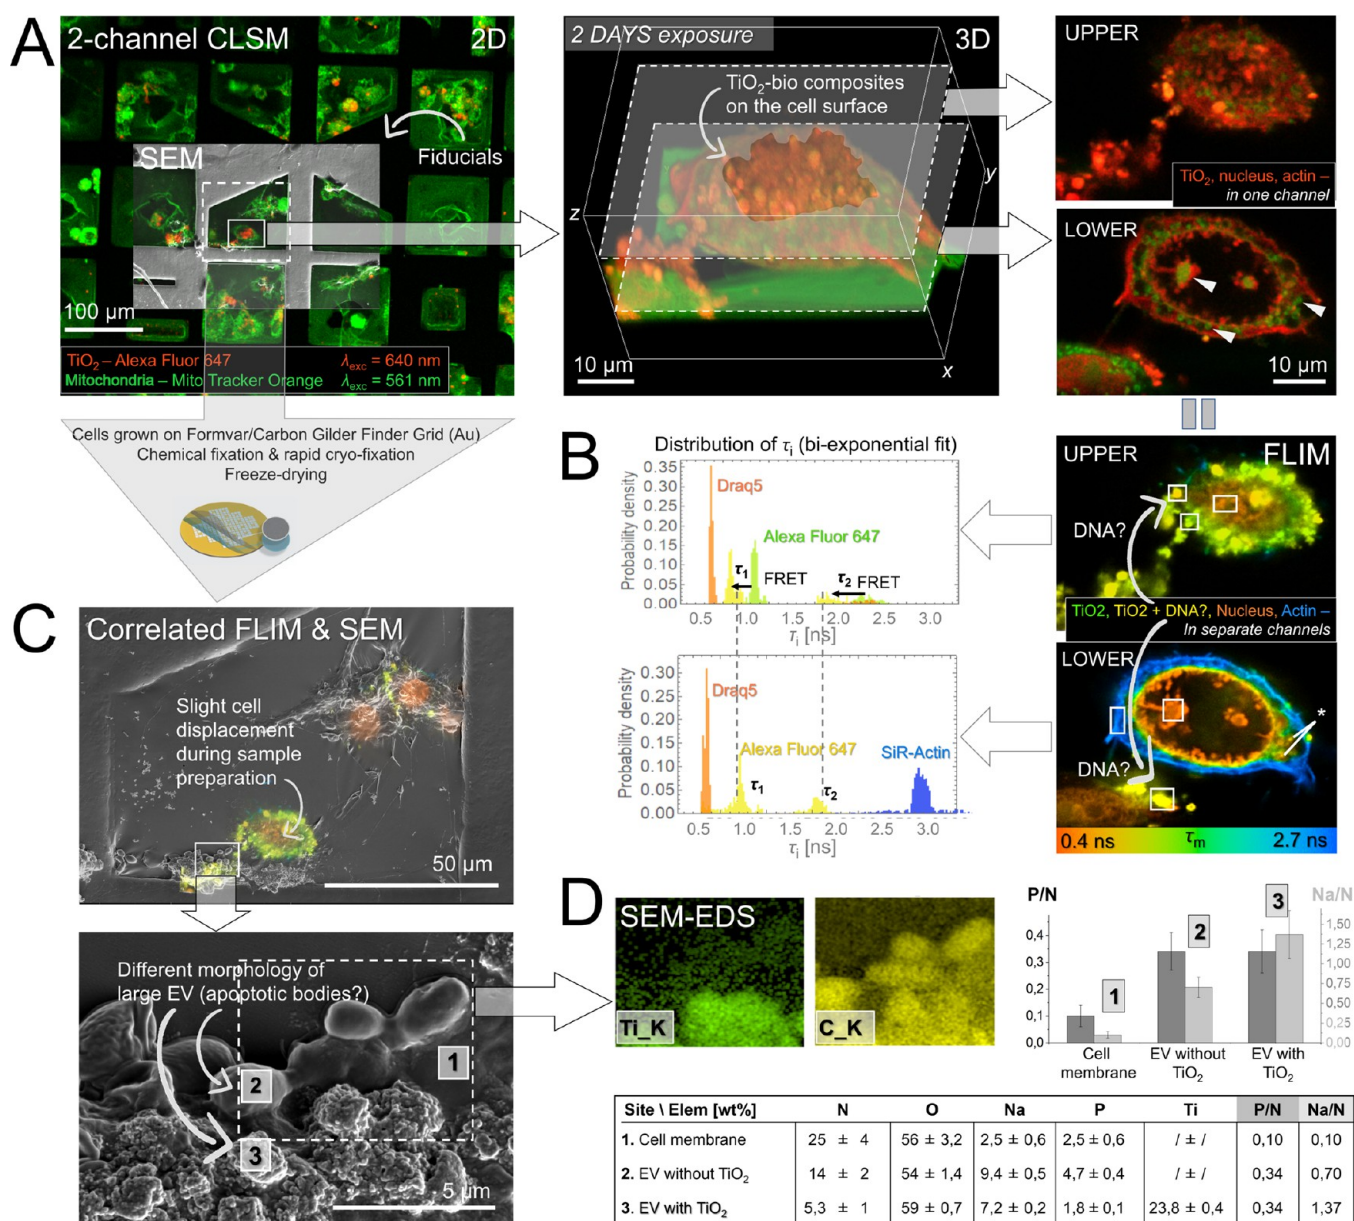 A
2-channel CLSM
2D
SEM
Fiducials
100 µm
TiO2 – Alexa Fluor 647 λexc = 640 nm
Mitochondria – Mito Tracker Orange λexc = 561 nm
2 DAYS exposure
3D
TiO2-bio composites
on the cell surface
z
y
x
10 µm
UPPER
TiO2, nucleus, actin –
in one channel
LOWER
10 µm
Cells grown on Formvar/Carbon Gilder Finder Grid (Au)
Chemical fixation & rapid cryo-fixation
Freeze-drying
B
Distribution of τi (bi-exponential fit)
Probability density
0.35
0.30
0.25
0.20
0.15
0.10
0.05
0.00
Draq5
Alexa Fluor 647
τ1
FRET
τ2
FRET
0.5 1.0 1.5 2.0 2.5 3.0
τi [ns]
Probability density
0.30
0.25
0.20
0.15
0.10
0.05
0.00
Draq5
Alexa Fluor 647
SiR-Actin
τ1
τ2
0.5 1.0 1.5 2.0 2.5 3.0
τi [ns]
UPPER
FLIM
DNA?
TiO2, TiO2 + DNA?, Nucleus, Actin –
In separate channels
LOWER
*
DNA?
0.4 ns τm 2.7 ns
C
Correlated FLIM & SEM
Slight cell
displacement
during sample
preparation
50 µm
Different morphology of
large EV (apoptotic bodies?)
1
2
3
5 µm
D
SEM-EDS
Ti_K
C_K
P/N
Na/N
0,4
0,3
0,2
0,1
0,0
1
2
3
1,50
1,25
1,00
0,75
0,50
0,25
0,00
Cell
membrane
EV without
TiO2
EV with
TiO2
Site \ Elem [wt%] N O Na P Ti P/N Na/N
1. Cell membrane 25 ± 4 56 ± 3,2 2,5 ± 0,6 2,5 ± 0,6 / ± / 0,10 0,10
2. EV without TiO2 14 ± 2 54 ± 1,4 9,4 ± 0,5 4,7 ± 0,4 / ± / 0,34 0,70
3. EV with TiO2 5,3 ± 1 59 ± 0,7 7,2 ± 0,2 1,8 ± 0,1 23,8 ± 0,4 0,34 1,37